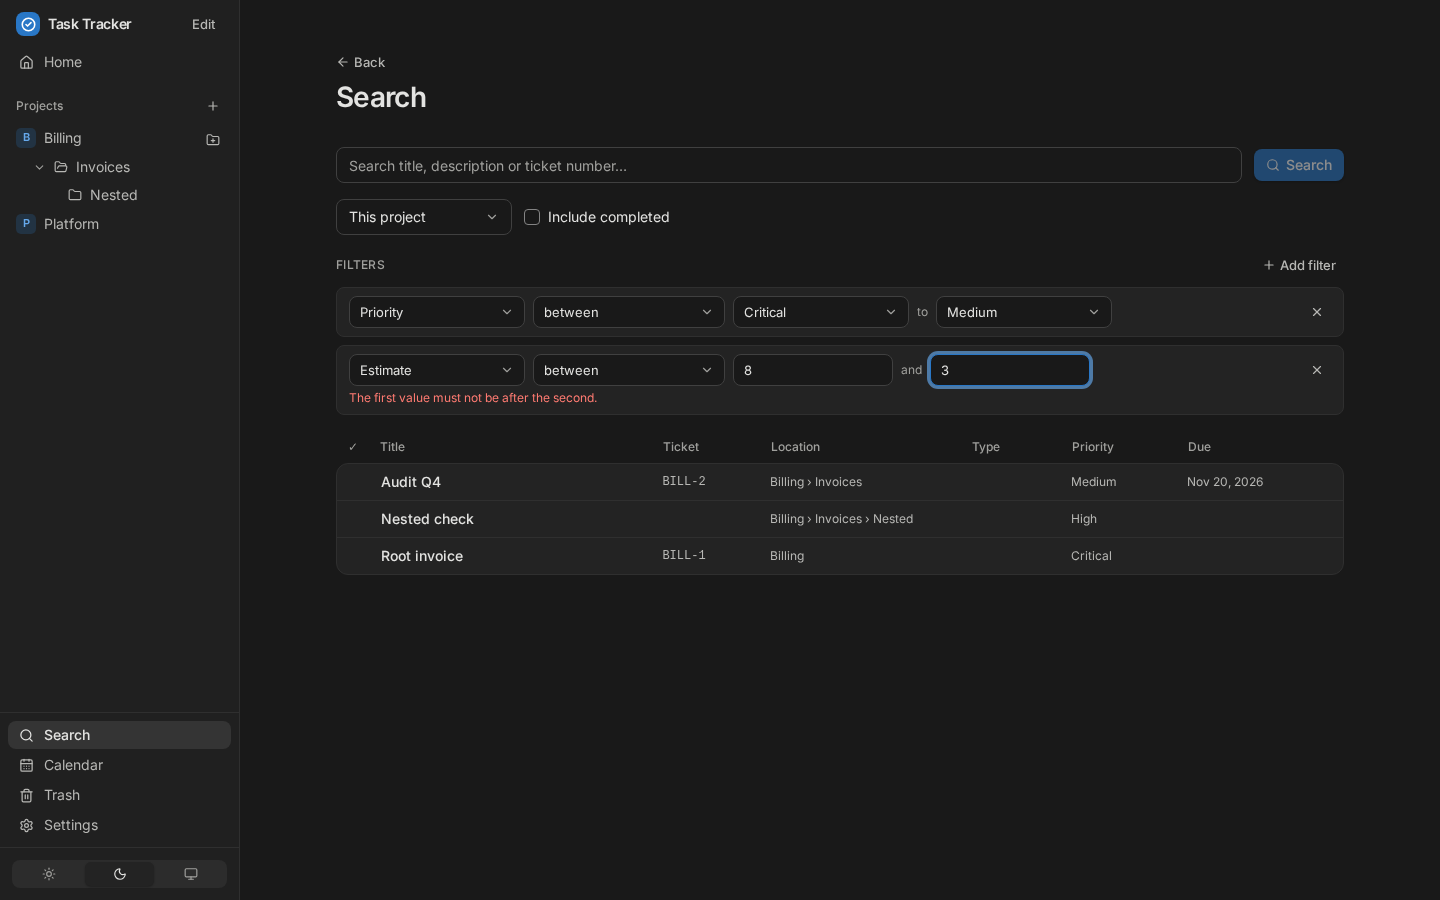 Task Tracker
Edit
Home
Projects
B Billing
Invoices
Nested
P Platform
Search
Calendar
Trash
Settings
Back
Search
Search title, description or ticket number...
Search
This project
Include completed
FILTERS
Add filter
Priority between Critical to Medium
Estimate between 8 and 3
The first value must not be after the second.
✓ Title Ticket Location Type Priority Due
Audit Q4 BILL-2 Billing › Invoices Medium Nov 20, 2026
Nested check Billing › Invoices › Nested High
Root invoice BILL-1 Billing Critical